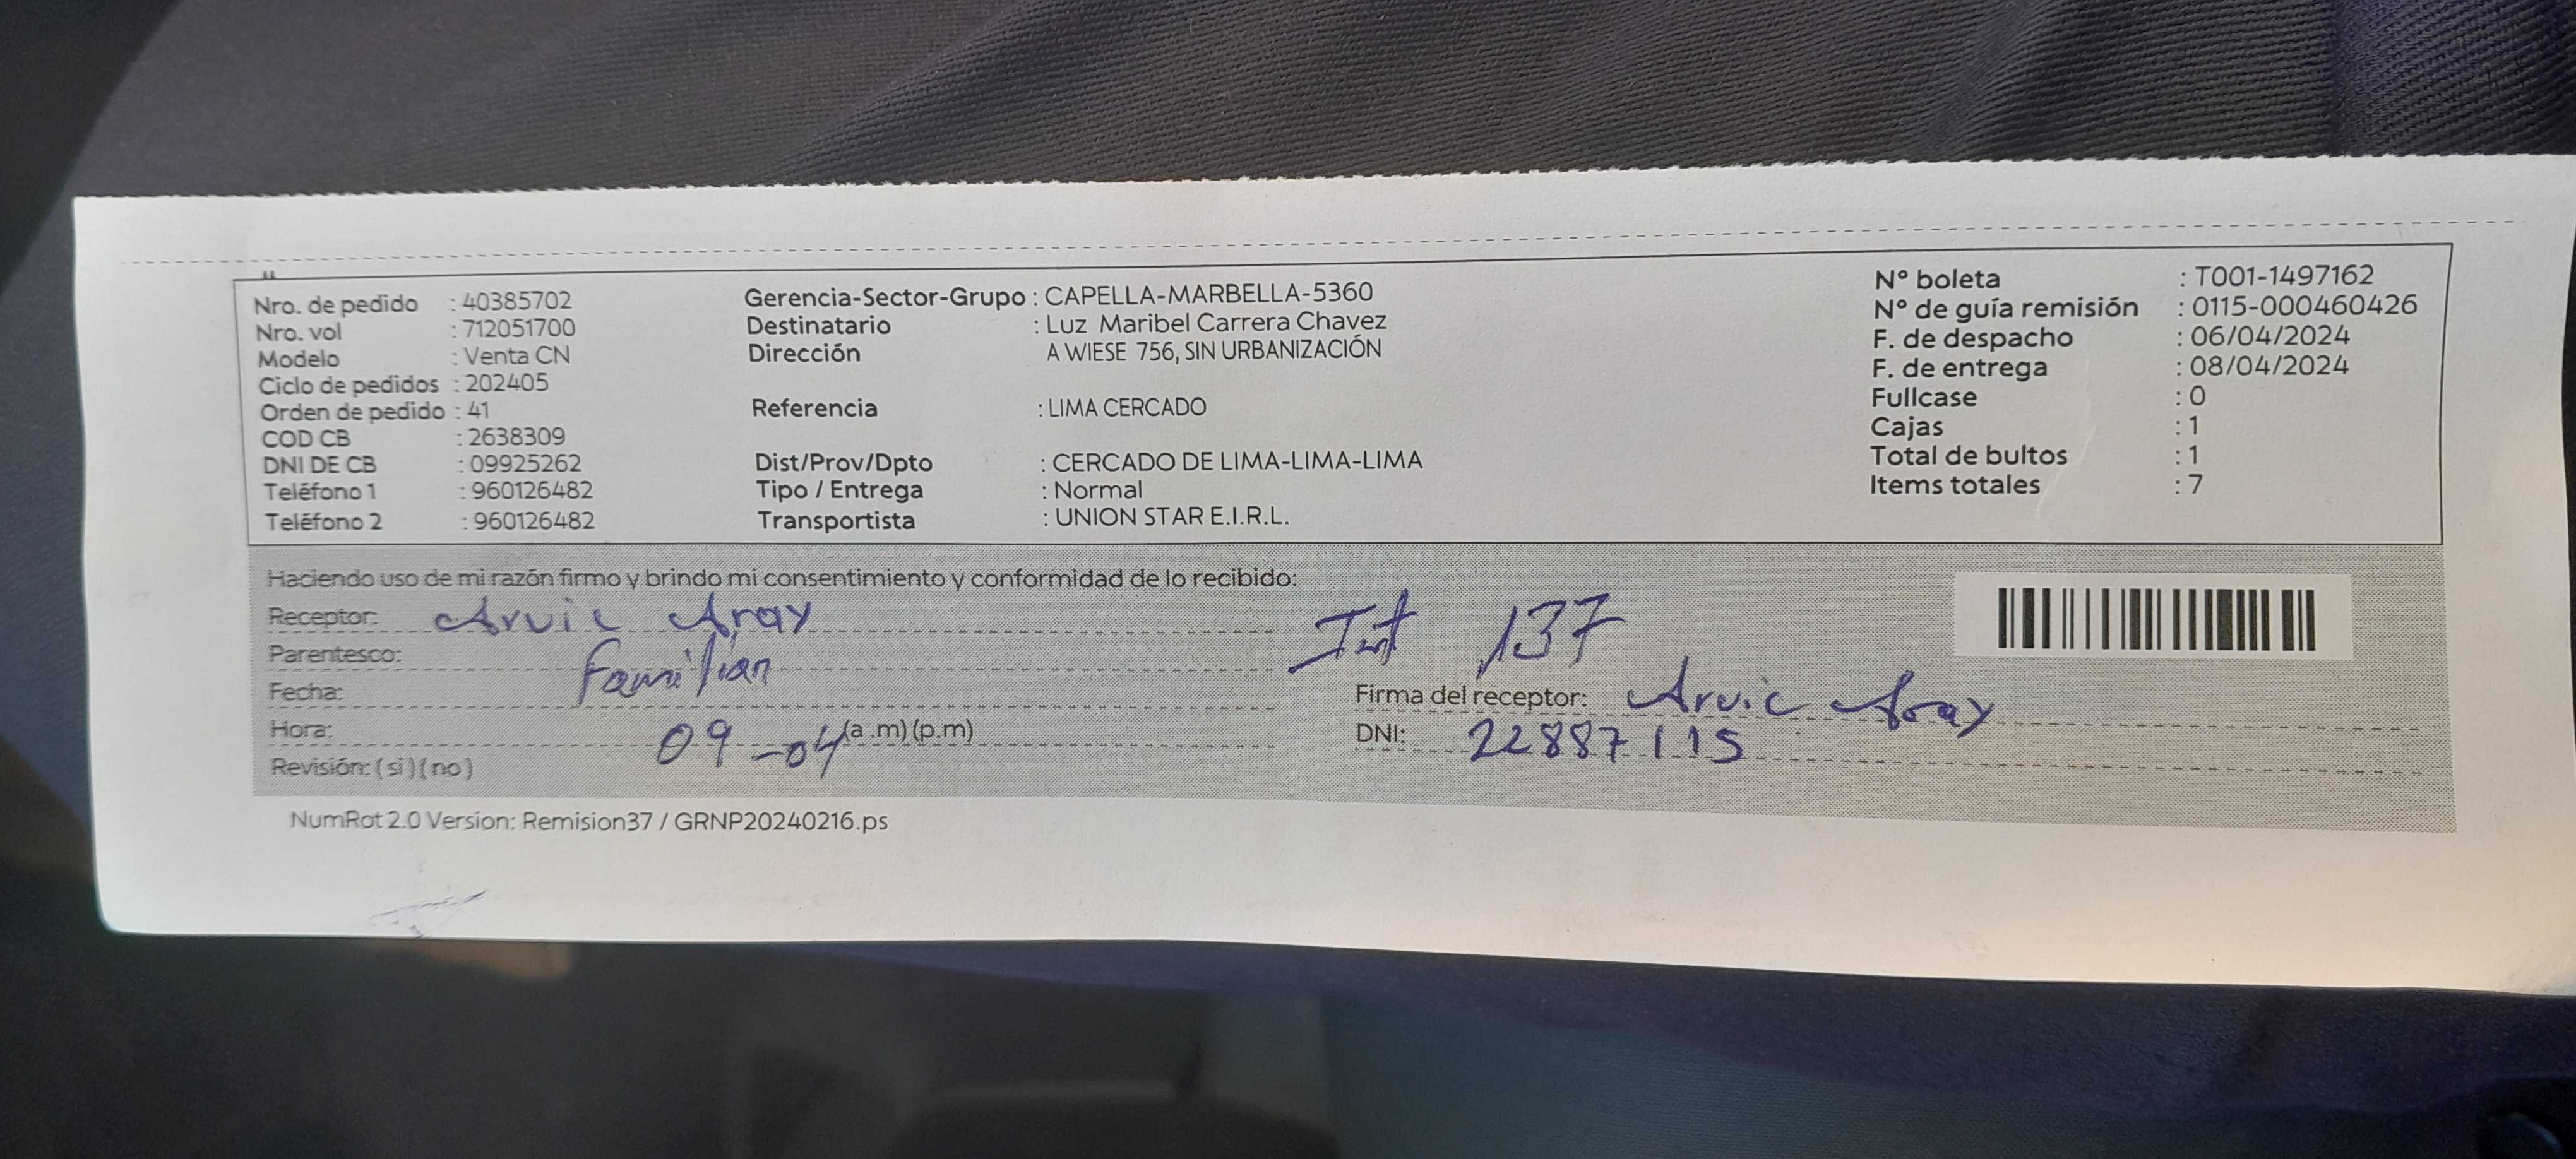 Nro. de pedido : 40385702
Nro. vol : 712051700
Modelo : Venta CN
Ciclo de pedidos : 202405
Orden de pedido : 41
COD CB : 2638309
DNI DE CB : 09925262
Teléfono 1 : 960126482
Teléfono 2 : 960126482
Gerencia-Sector-Grupo : CAPELLA-MARBELLA-5360
Destinatario : Luz Maribel Carrera Chavez
Dirección A WIESE 756, SIN URBANIZACIÓN
Referencia : LIMA CERCADO
Dist/Prov/Dpto : CERCADO DE LIMA-LIMA-LIMA
Tipo / Entrega : Normal
Transportista : UNION STAR E.I.R.L.
N° boleta : T001-1497162
N° de guía remisión : 0115-000460426
F. de despacho : 06/04/2024
F. de entrega : 08/04/2024
Fullcase : 0
Cajas : 1
Total de bultos : 1
Items totales : 7
Haciendo uso de mi razón firmo y brindo mi consentimiento y conformidad de lo recibido:
Receptor: Arvic Aray
Parentesco: Familiar
Fecha:
Hora: 09-04 (a .m) (p.m)
Revisión: ( si ) ( no )
Int 137
Firma del receptor: Arvic Aray
DNI: 22887115
NumRot 2.0 Version: Remision37 / GRNP20240216.ps